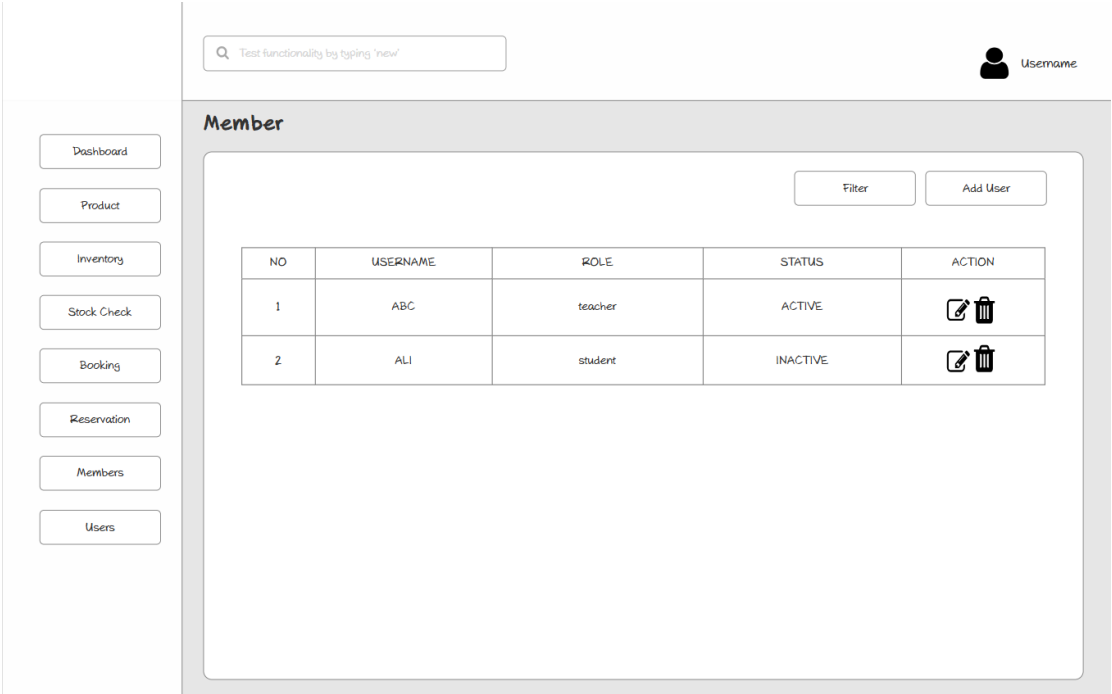 Test functionality by typing 'new'
Username
Member
Dashboard
Product
Inventory
Stock Check
Booking
Reservation
Members
Users
Filter
Add User
NO USERNAME ROLE STATUS ACTION
1 ABC teacher ACTIVE
2 ALI student INACTIVE